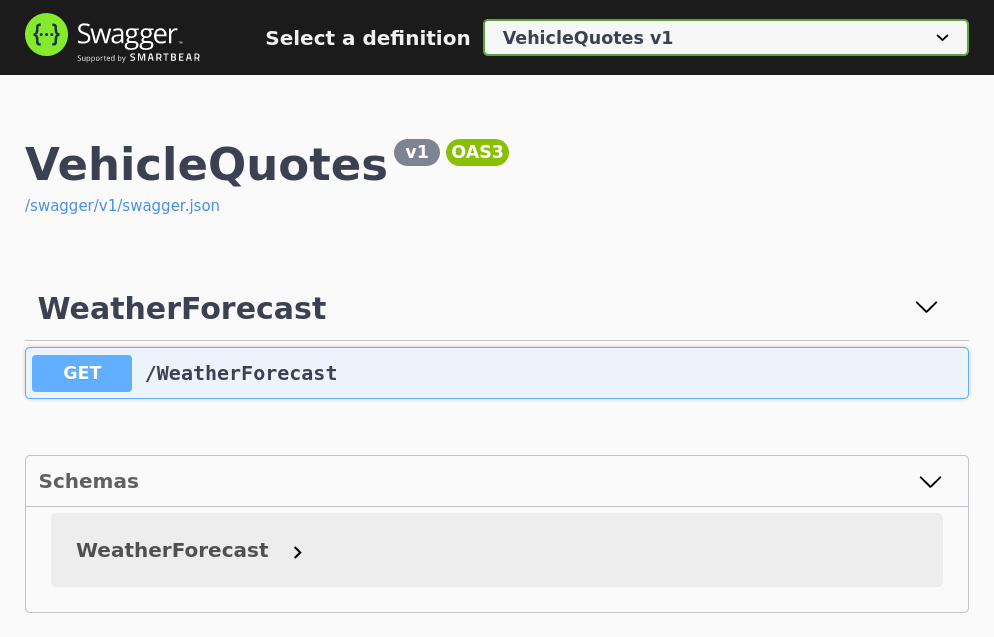 {···} Swagger™
Supported by SMARTBEAR
Select a definition
VehicleQuotes v1
VehicleQuotes v1 OAS3
/swagger/v1/swagger.json
WeatherForecast
GET /WeatherForecast
Schemas
WeatherForecast